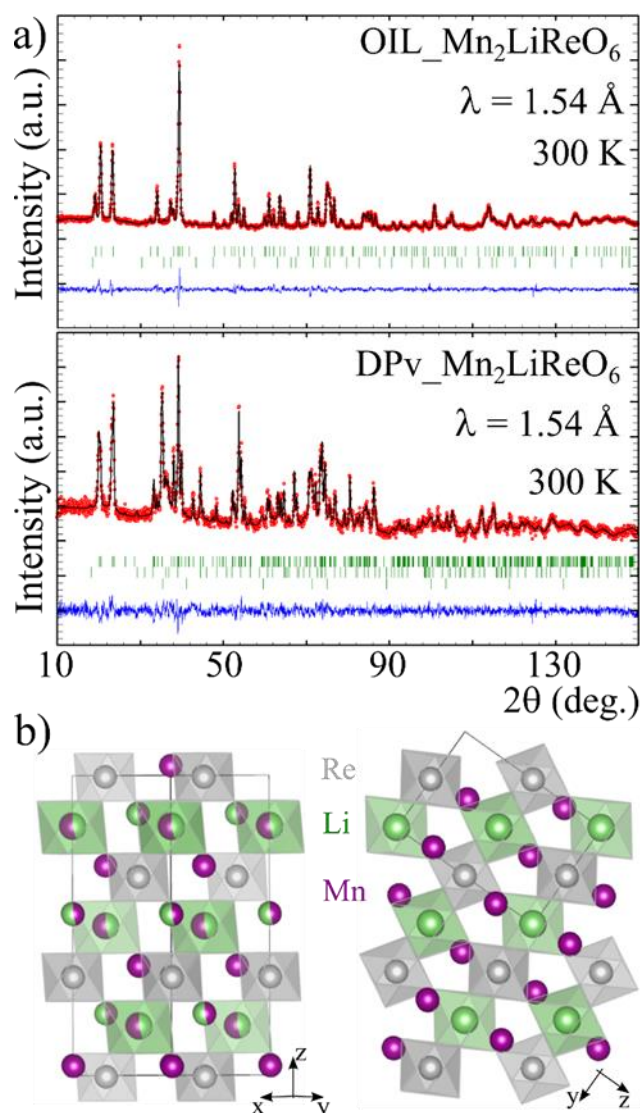 a)
OIL_Mn₂LiReO₆
λ = 1.54 Å
300 K
Intensity (a.u.)
DPv_Mn₂LiReO₆
λ = 1.54 Å
300 K
Intensity (a.u.)
10 50 90 130
2θ (deg.)
b)
Re
Li
Mn
z
x y
y z